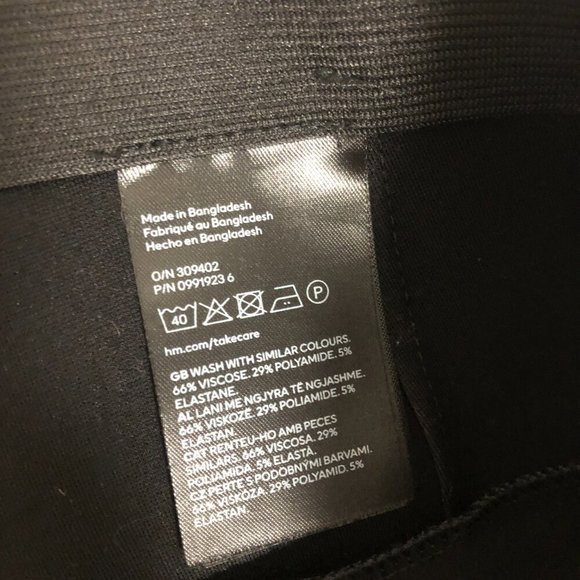 Made in Bangladesh
Fabriqué au Bangladesh
Hecho en Bangladesh
O/N 309402
P/N 0991923 6
40 P
hm.com/takecare
GB WASH WITH SIMILAR COLOURS.
66% VISCOSE. 29% POLYAMIDE. 5%
ELASTANE.
AL LANI ME NGJYRA TË NGJASHME.
66% VISKOZË. 29% POLIAMIDE. 5%
ELASTAN.
CAT RENTEU-HO AMB PECES
SIMILARS. 66% VISCOSA. 29%
POLIAMIDA. 5% ELASTÀ.
CZ PERTE S PODOBNÝMI BARVAMI.
66% VISKÓZA. 29% POLYAMID. 5%
ELASTAN.